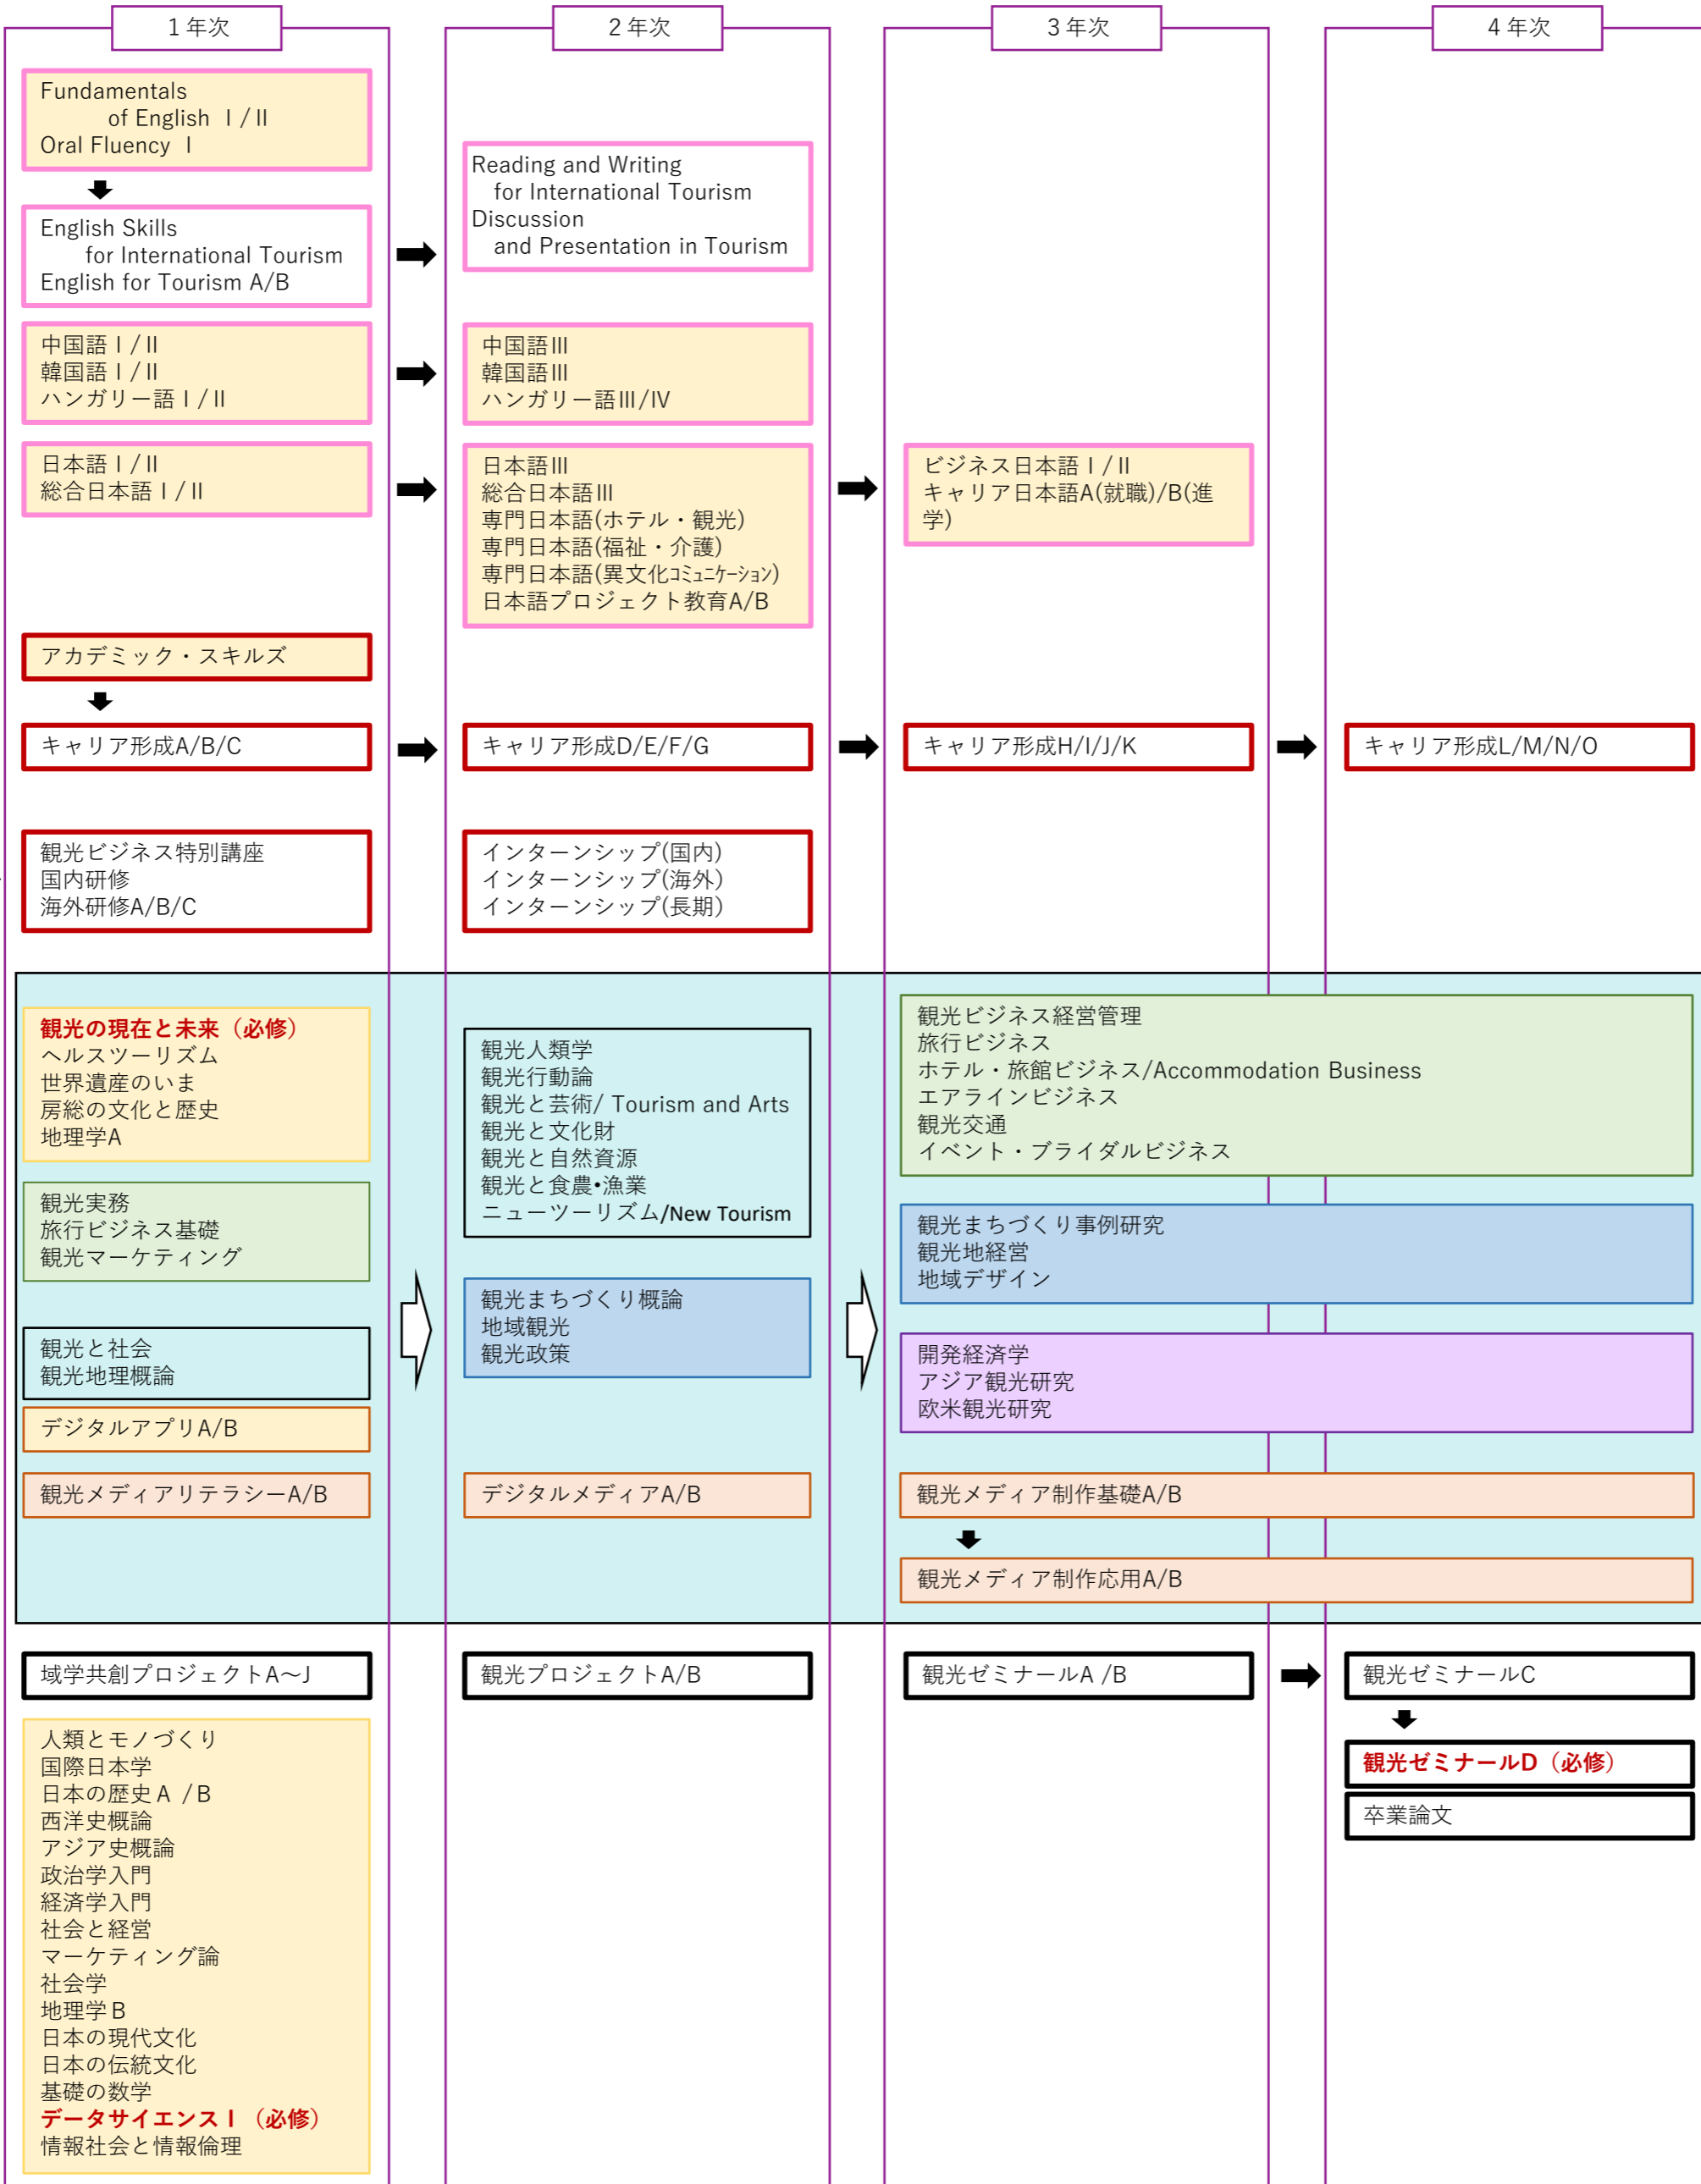 1年次
2年次
3年次
4年次
Fundamentals
of English Ⅰ/Ⅱ
Oral Fluency Ⅰ
English Skills
for International Tourism
English for Tourism A/B
Reading and Writing
for International Tourism
Discussion
and Presentation in Tourism
中国語Ⅰ/Ⅱ
韓国語Ⅰ/Ⅱ
ハンガリー語Ⅰ/Ⅱ
中国語Ⅲ
韓国語Ⅲ
ハンガリー語Ⅲ/Ⅳ
日本語Ⅰ/Ⅱ
総合日本語Ⅰ/Ⅱ
日本語Ⅲ
総合日本語Ⅲ
専門日本語(ホテル・観光)
専門日本語(福祉・介護)
専門日本語(異文化ｺﾐｭﾆｹｰｼｮﾝ)
日本語プロジェクト教育A/B
ビジネス日本語Ⅰ/Ⅱ
キャリア日本語A(就職)/B(進
学)
アカデミック・スキルズ
キャリア形成A/B/C
キャリア形成D/E/F/G
キャリア形成H/I/J/K
キャリア形成L/M/N/O
観光ビジネス特別講座
国内研修
海外研修A/B/C
インターンシップ(国内)
インターンシップ(海外)
インターンシップ(長期)
観光の現在と未来（必修）
ヘルスツーリズム
世界遺産のいま
房総の文化と歴史
地理学A
観光実務
旅行ビジネス基礎
観光マーケティング
観光と社会
観光地理概論
デジタルアプリA/B
観光メディアリテラシーA/B
観光人類学
観光行動論
観光と芸術/ Tourism and Arts
観光と文化財
観光と自然資源
観光と食農•漁業
ニューツーリズム/New Tourism
観光まちづくり概論
地域観光
観光政策
デジタルメディアA/B
観光ビジネス経営管理
旅行ビジネス
ホテル・旅館ビジネス/Accommodation Business
エアラインビジネス
観光交通
イベント・ブライダルビジネス
観光まちづくり事例研究
観光地経営
地域デザイン
開発経済学
アジア観光研究
欧米観光研究
観光メディア制作基礎A/B
観光メディア制作応用A/B
域学共創プロジェクトA～J
観光プロジェクトA/B
観光ゼミナールA /B
観光ゼミナールC
観光ゼミナールD（必修）
卒業論文
人類とモノづくり
国際日本学
日本の歴史Ａ /Ｂ
西洋史概論
アジア史概論
政治学入門
経済学入門
社会と経営
マーケティング論
社会学
地理学Ｂ
日本の現代文化
日本の伝統文化
基礎の数学
データサイエンスⅠ（必修）
情報社会と情報倫理